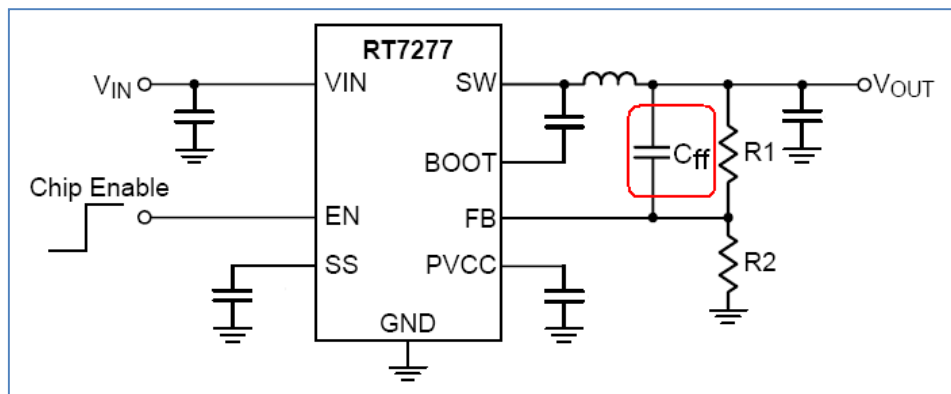 RT7277
VIN
VIN
SW
VOUT
BOOT
Cff
R1
Chip Enable
EN
FB
SS
PVCC
R2
GND